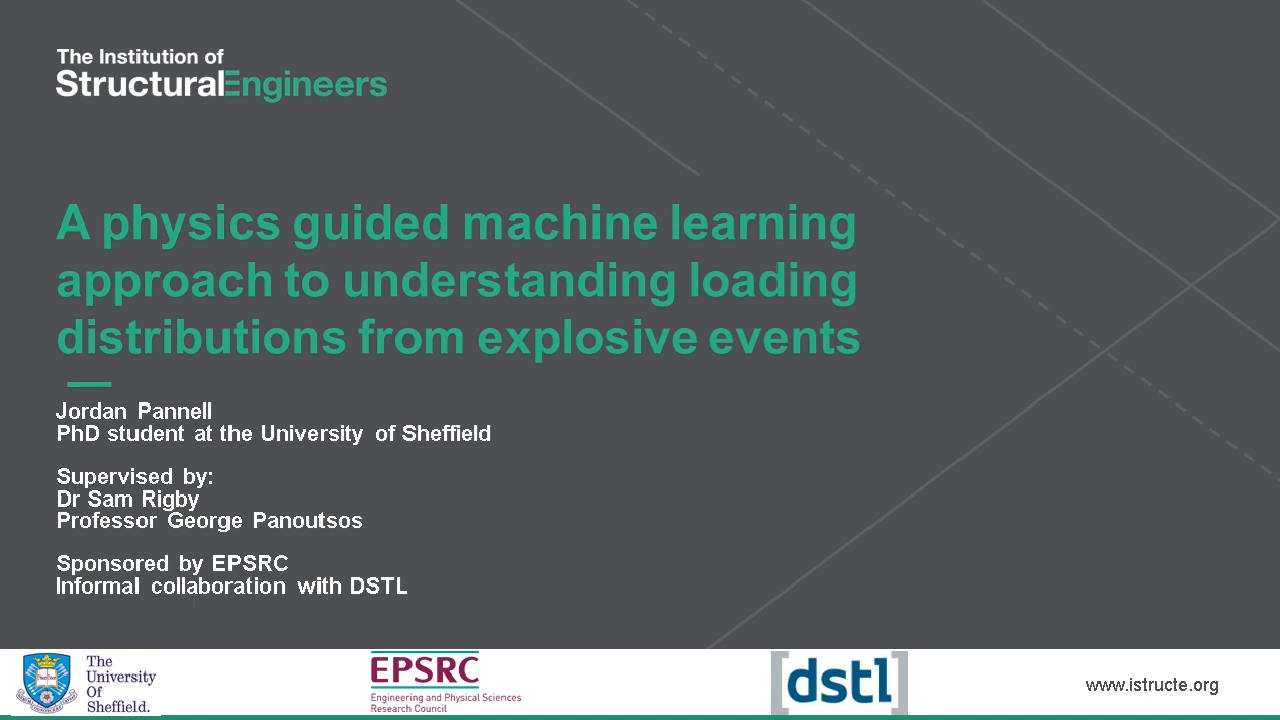 The Institution of
StructuralEngineers
A physics guided machine learning
approach to understanding loading
distributions from explosive events
Jordan Pannell
PhD student at the University of Sheffield
Supervised by:
Dr Sam Rigby
Professor George Panoutsos
Sponsored by EPSRC
Informal collaboration with DSTL
The
University
Of
Sheffield.
EPSRC
Engineering and Physical Sciences
Research Council
[dstl]
www.istructe.org